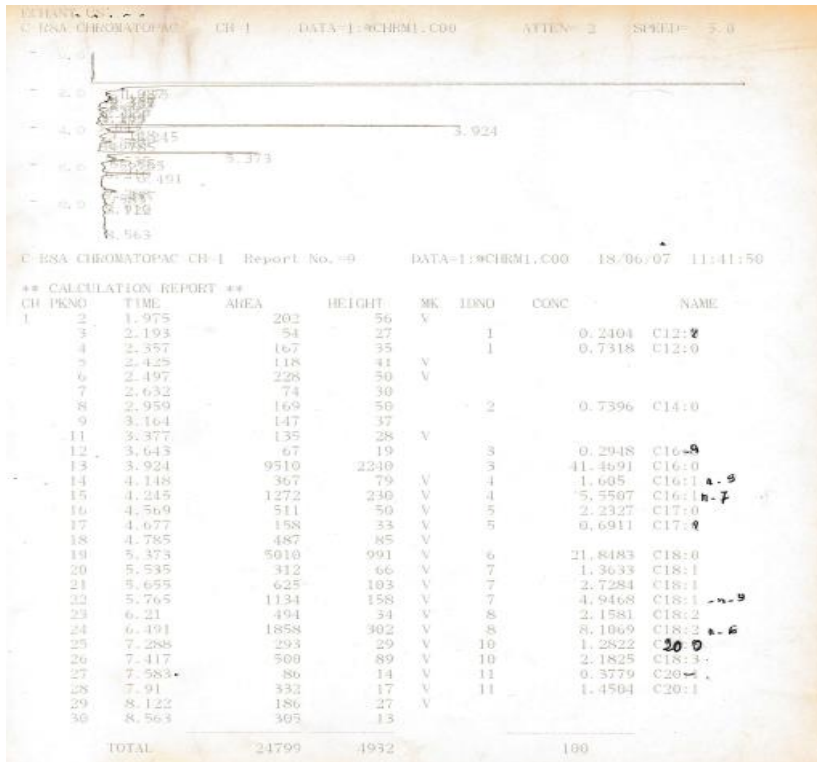 C-R8A CHROMATOPAC CH-1 DATA=1:@CHRM1.C00 ATTEN= 2 SPEED= 5.0
3.924
5.373
8.563
C-R8A CHROMATOPAC CH-1 Report No.=9 DATA=1:@CHRM1.C00 18/06/07 11:41:50
** CALCULATION REPORT **
CH PKNO TIME AREA HEIGHT MK IDNO CONC NAME
1 2 1.975 202 56 V
3 2.193 54 27 1 0.2404
4 2.357 167 35 1 0.7318 C12:0
5 2.425 118 41 V
6 2.497 228 50 V
7 2.632 74 30
8 2.959 169 50 2 0.7396 C14:0
9 3.164 147 37
11 3.377 135 28 V
12 3.643 67 19 3 0.2948
13 3.924 9510 2240 3 41.4691 C16:0
14 4.148 367 79 V 4 1.605 C16:1 n-9
15 4.245 1272 230 V 4 5.5507 C16:1 n-7
16 4.569 511 50 V 5 2.2327 C17:0
17 4.677 158 33 V 5 0.6911
18 4.785 487 85 V
19 5.373 5010 991 V 6 21.8483 C18:0
20 5.535 312 66 V 7 1.3633 C18:1
21 5.655 625 103 V 7 2.7284 C18:1
22 5.765 1134 158 V 7 4.9468 C18:1 -n-9
23 6.21 494 34 V 8 2.1581 C18:2
24 6.491 1858 302 V 8 8.1069 C18:2 n-6
25 7.288 293 29 V 10 1.2822 20 0
26 7.417 500 89 V 10 2.1825 C18:3
27 7.583 86 14 V 11 0.3779
28 7.91 332 17 V 11 1.4504 C20:1
29 8.122 186 27 V
30 8.563 305 13
TOTAL 24799 4932 100